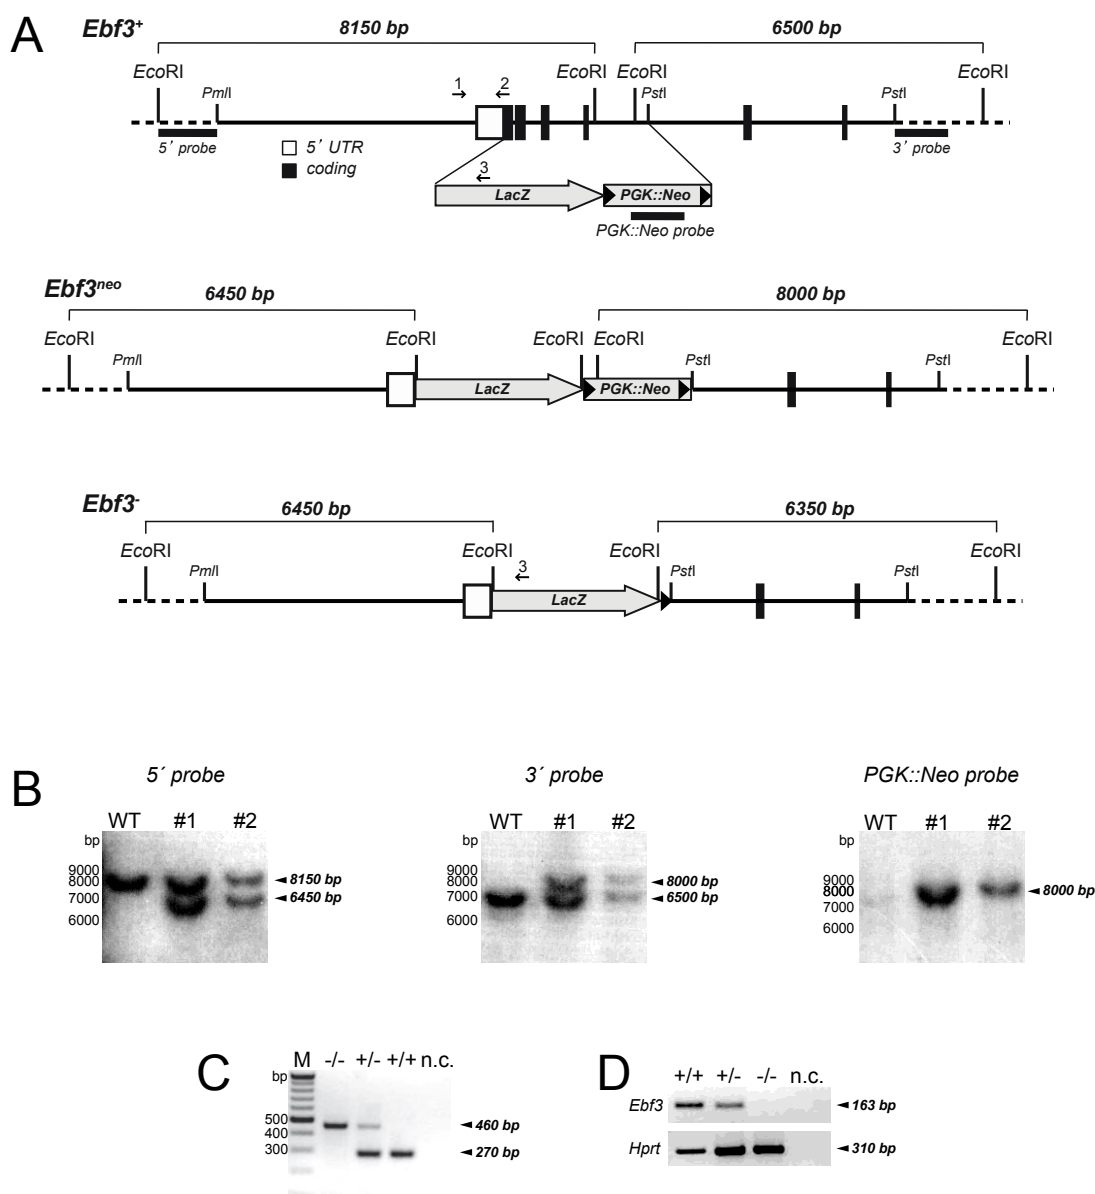 A
Ebf3+
8150 bp
6500 bp
EcoRI
EcoRI
EcoRI
EcoRI
PmlI
1
2
PstI
PstI
5´ probe
5´ UTR
coding
3´ probe
3
LacZ
PGK::Neo
PGK::Neo probe
Ebf3neo
6450 bp
8000 bp
EcoRI
EcoRI
EcoRI
EcoRI
EcoRI
PmlI
PstI
PstI
LacZ
PGK::Neo
Ebf3-
6450 bp
6350 bp
EcoRI
EcoRI
EcoRI
EcoRI
PmlI
3
PstI
PstI
LacZ
B
5´ probe
3´ probe
PGK::Neo probe
WT #1 #2
bp
9000
8000
7000
6000
8150 bp
6450 bp
WT #1 #2
bp
9000
8000
7000
6000
8000 bp
6500 bp
WT #1 #2
bp
9000
8000
7000
6000
8000 bp
C
M -/- +/- +/+ n.c.
bp
500
400
300
460 bp
270 bp
D
+/+ +/- -/- n.c.
Ebf3
163 bp
Hprt
310 bp